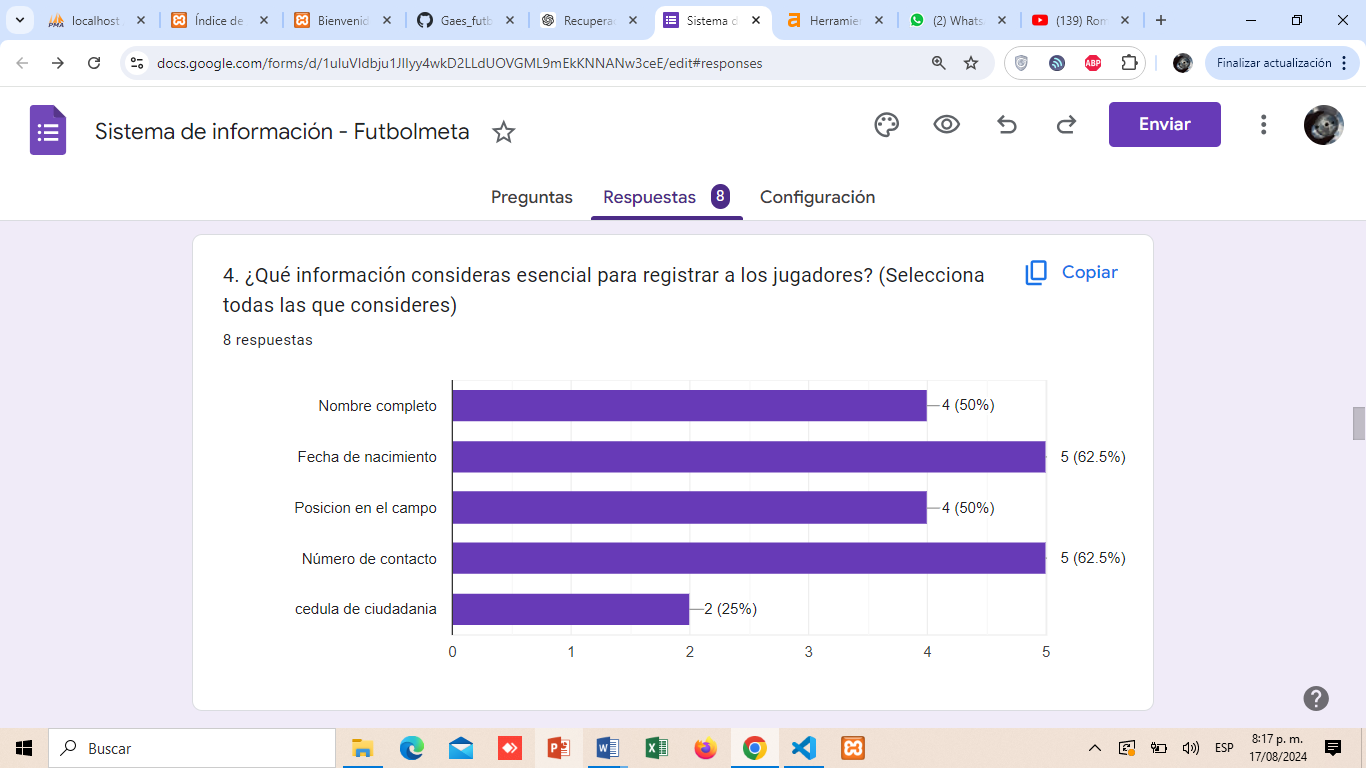 localhost
Índice de
Bienvenid
Gaes_futb
Recupera
Sistema d
Herramie
(2) Whats
(139) Ron
docs.google.com/forms/d/1uluVIdbju1JIIyy4wkD2LLdUOVGML9mEkKNNANw3ceE/edit#responses
ABP
Finalizar actualización
Sistema de información - Futbolmeta
Enviar
Preguntas
Respuestas 8
Configuración
4. ¿Qué información consideras esencial para registrar a los jugadores? (Selecciona
todas las que consideres)
Copiar
8 respuestas
Nombre completo
4 (50%)
Fecha de nacimiento
5 (62.5%)
Posicion en el campo
4 (50%)
Número de contacto
5 (62.5%)
cedula de ciudadania
2 (25%)
0 1 2 3 4 5
Buscar
ESP
8:17 p. m.
17/08/2024